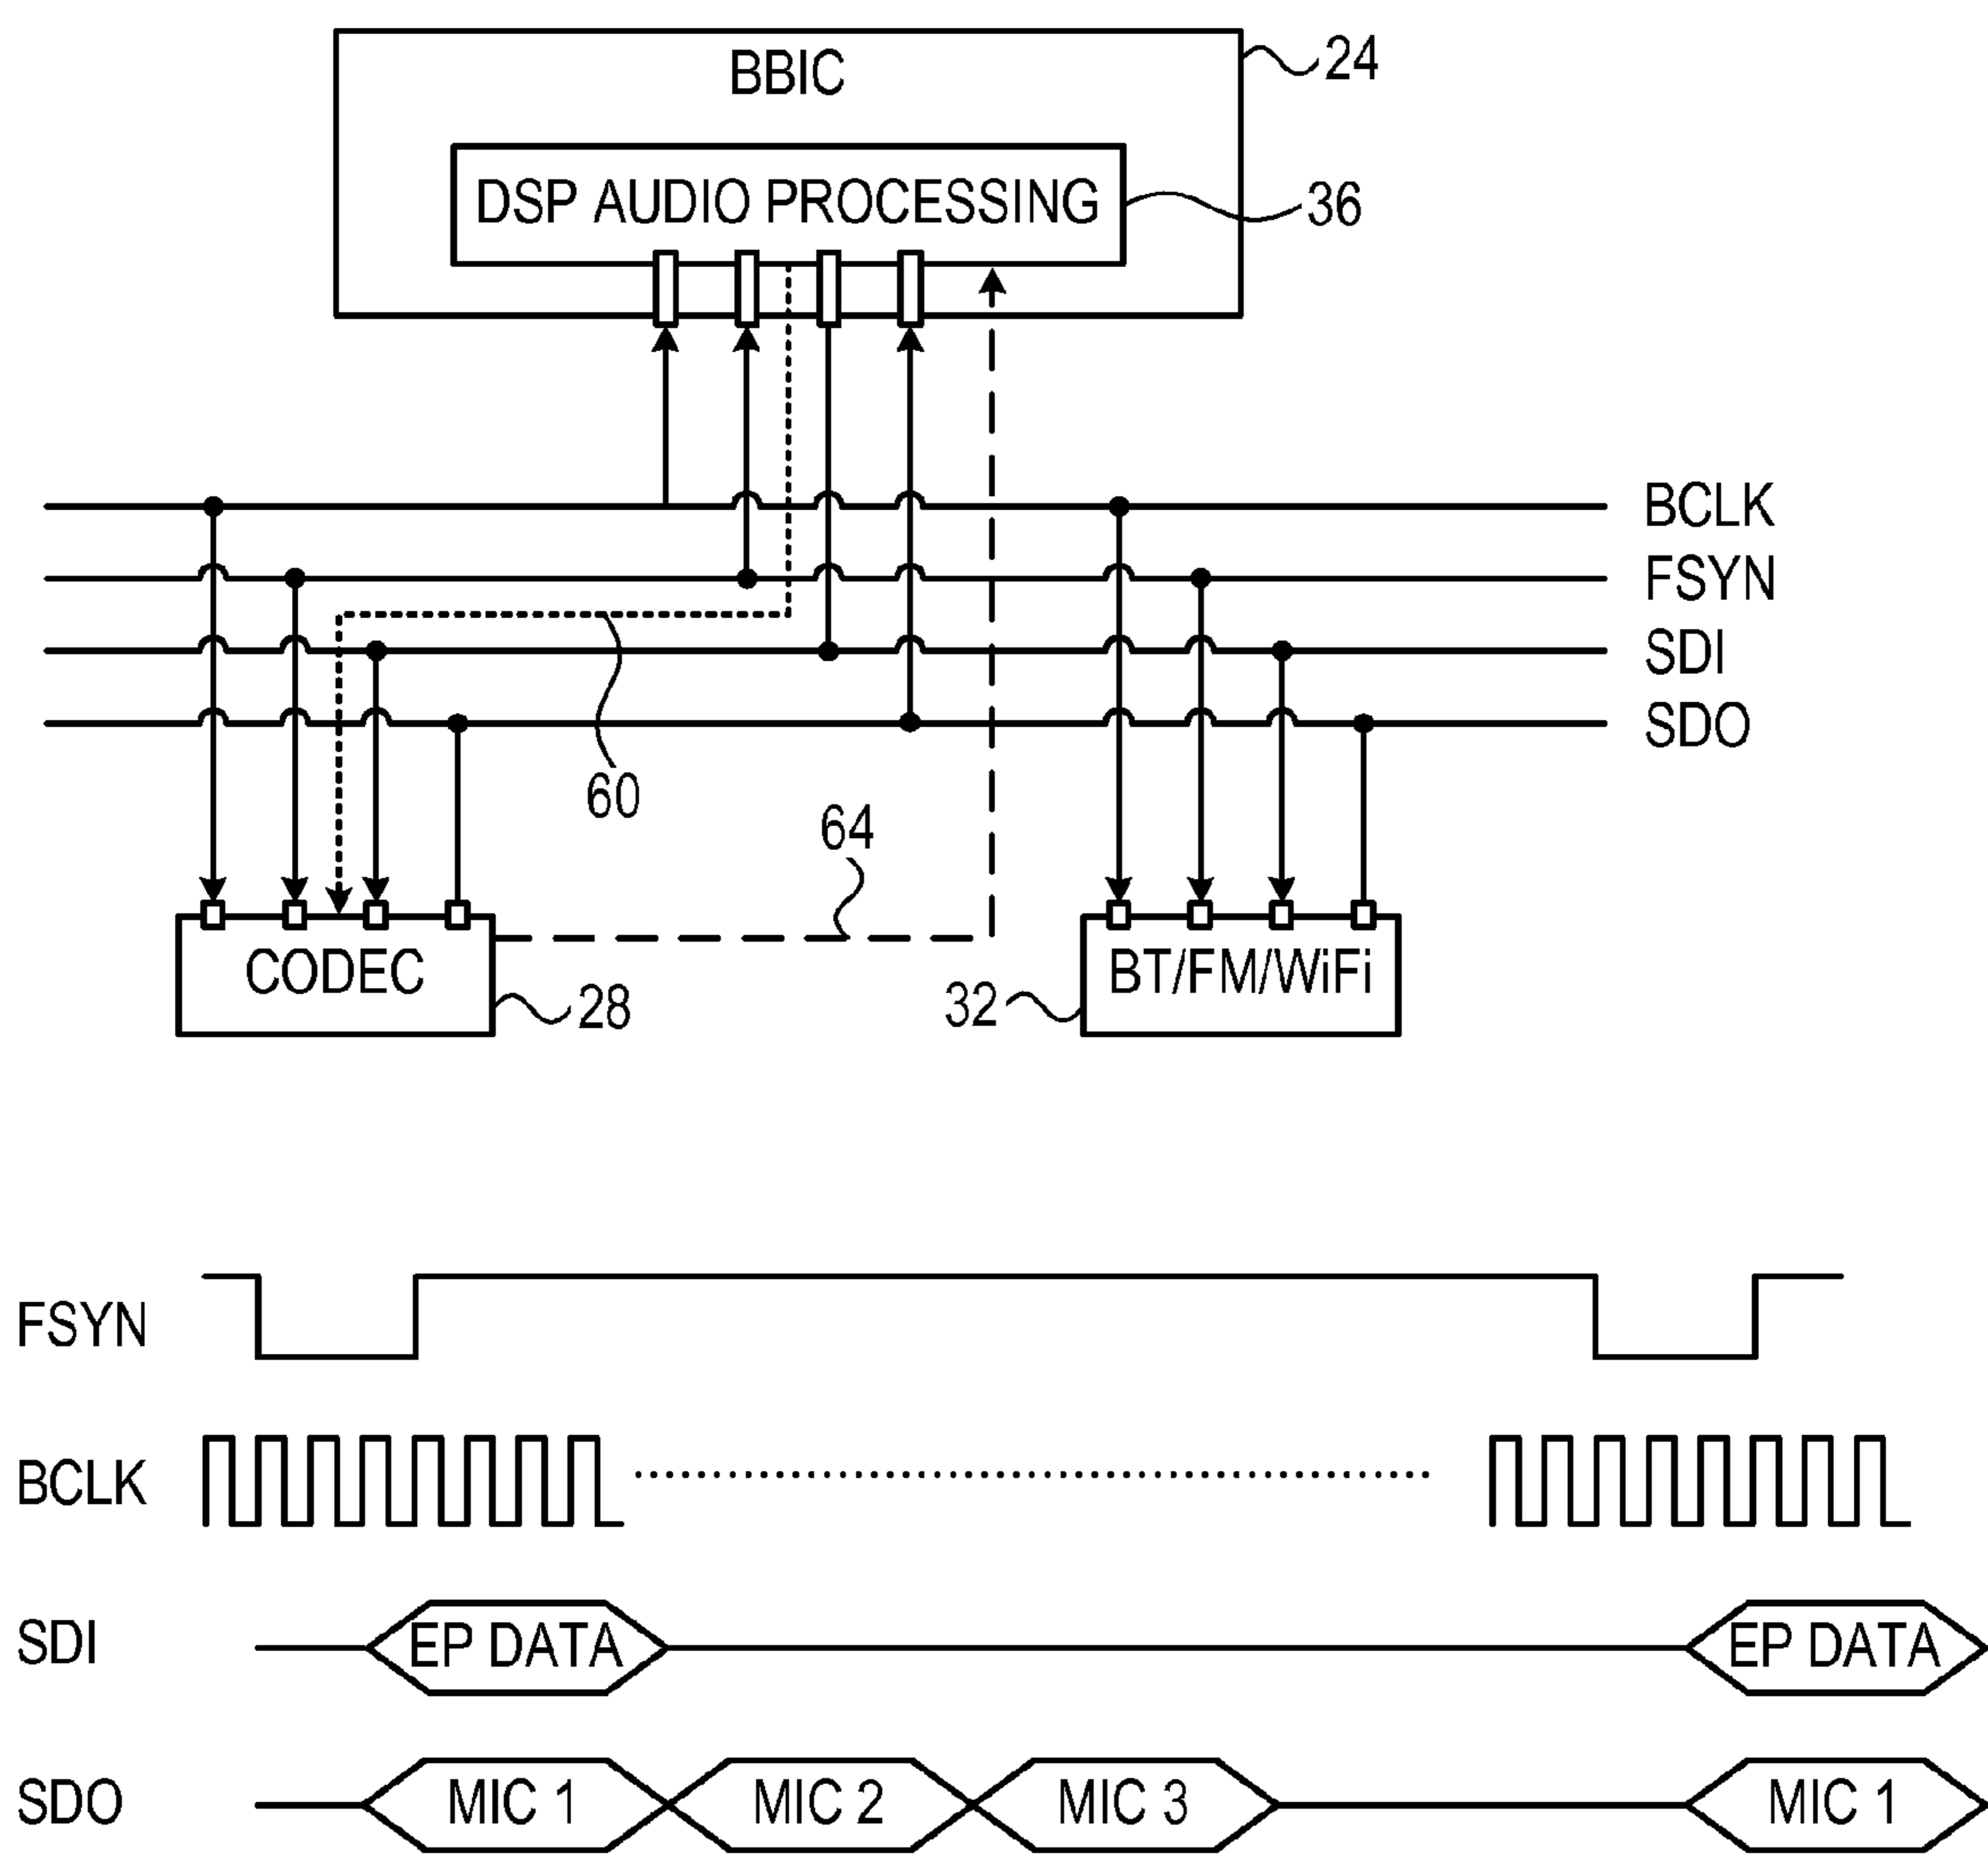 BBIC
24
DSP AUDIO PROCESSING
36
BCLK
FSYN
SDI
SDO
60
64
CODEC
28
32
BT/FM/WiFi
FSYN
BCLK
SDI
EP DATA
EP DATA
SDO
MIC 1
MIC 2
MIC 3
MIC 1